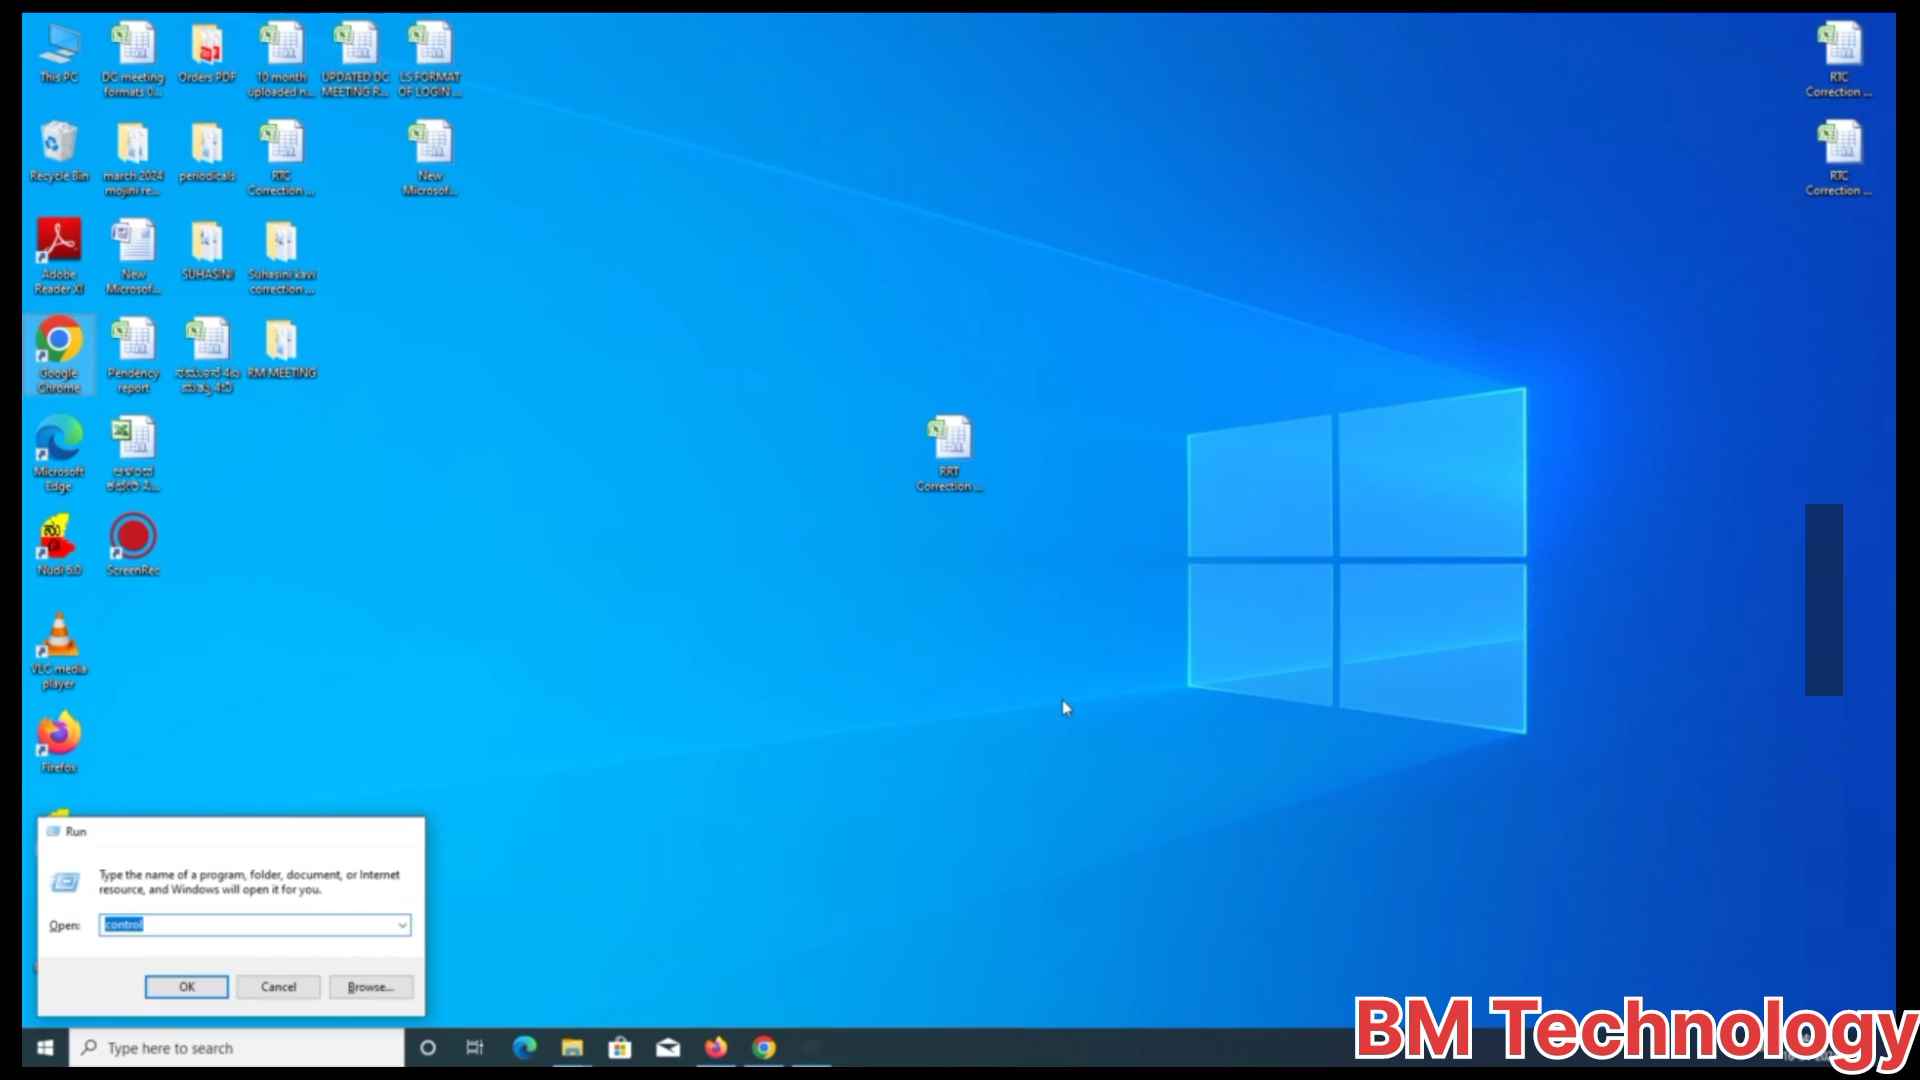 This PC
DC meeting
formats 0...
Orders PDF
10 month
uploaded n...
UPDATED DC
MEETING R...
LS FORMAT
OF LOGIN ...
RTC
Correction ...
Recycle Bin
march 2024
mojini re...
periodicals
RTC
Correction ...
New
Microsof...
RTC
Correction ...
Adobe
Reader XI
New
Microsof...
SUHASINI
Suhasini kavi
correction ...
Google
Chrome
Pendency
report
RM MEETING
Microsoft
Edge
RRT
Correction ...
Nudi 6.0
ScreenRec
VLC media
player
Firefox
Run
Type the name of a program, folder, document, or Internet
resource, and Windows will open it for you.
Open:
control
OK
Cancel
Browse...
Type here to search
BM Technology